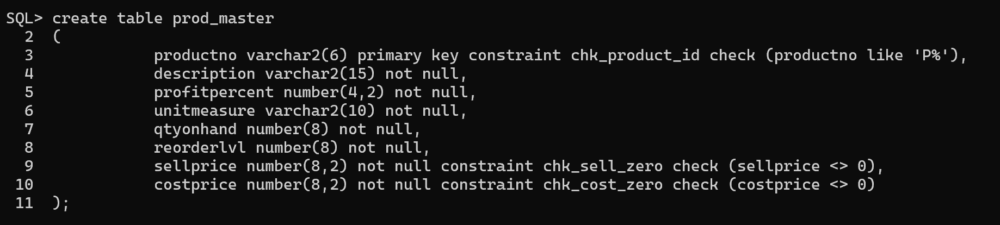 SQL> create table prod_master
  2  (
  3             productno varchar2(6) primary key constraint chk_product_id check (productno like 'P%'),
  4             description varchar2(15) not null,
  5             profitpercent number(4,2) not null,
  6             unitmeasure varchar2(10) not null,
  7             qtyonhand number(8) not null,
  8             reorderlvl number(8) not null,
  9             sellprice number(8,2) not null constraint chk_sell_zero check (sellprice <> 0),
 10             costprice number(8,2) not null constraint chk_cost_zero check (costprice <> 0)
 11  );